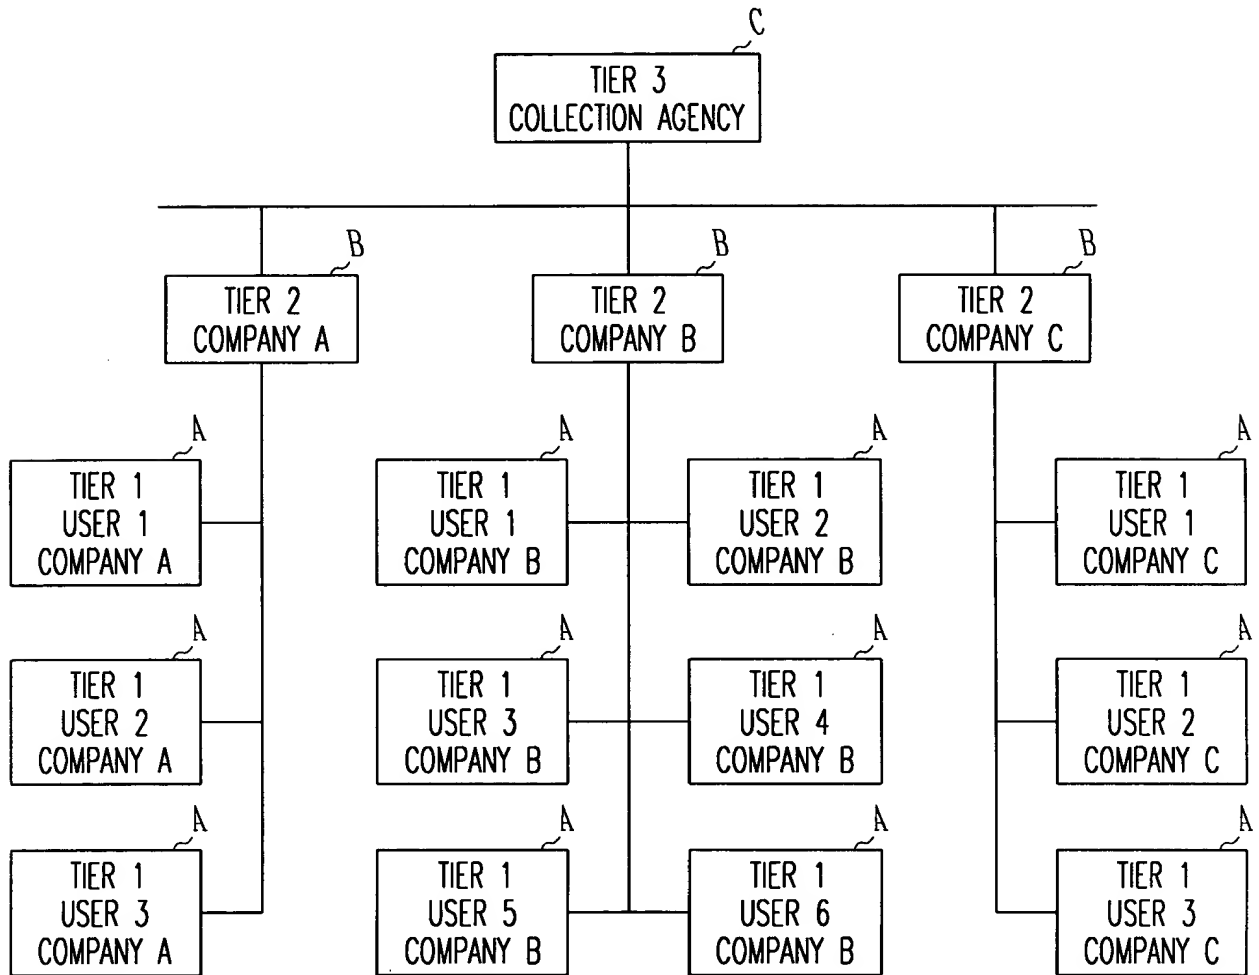 C
TIER 3
COLLECTION AGENCY
B
TIER 2
COMPANY A
B
TIER 2
COMPANY B
B
TIER 2
COMPANY C
A
TIER 1
USER 1
COMPANY A
A
TIER 1
USER 1
COMPANY B
A
TIER 1
USER 2
COMPANY B
A
TIER 1
USER 1
COMPANY C
A
TIER 1
USER 2
COMPANY A
A
TIER 1
USER 3
COMPANY B
A
TIER 1
USER 4
COMPANY B
A
TIER 1
USER 2
COMPANY C
A
TIER 1
USER 3
COMPANY A
A
TIER 1
USER 5
COMPANY B
A
TIER 1
USER 6
COMPANY B
A
TIER 1
USER 3
COMPANY C